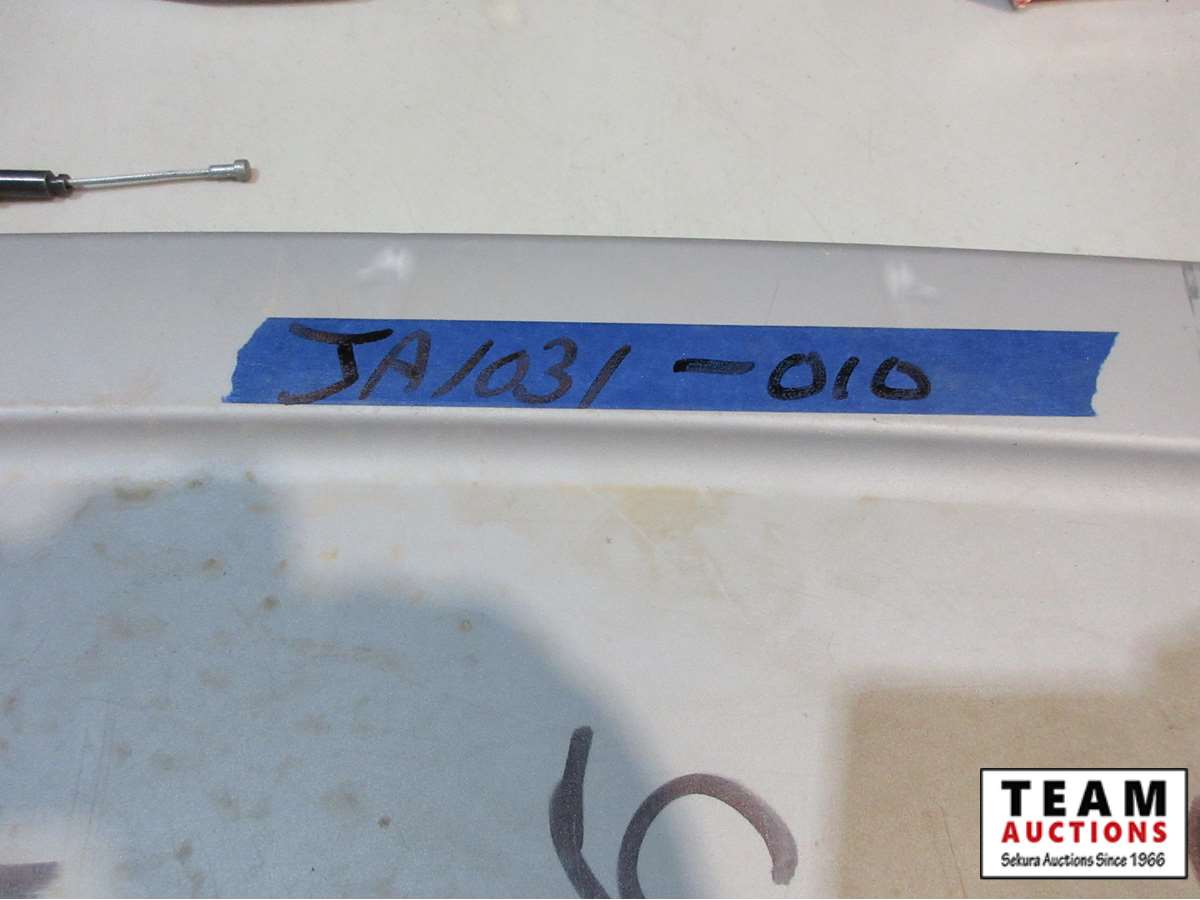 JA1031 - 010
TEAM
AUCTIONS
Sekura Auctions Since 1966